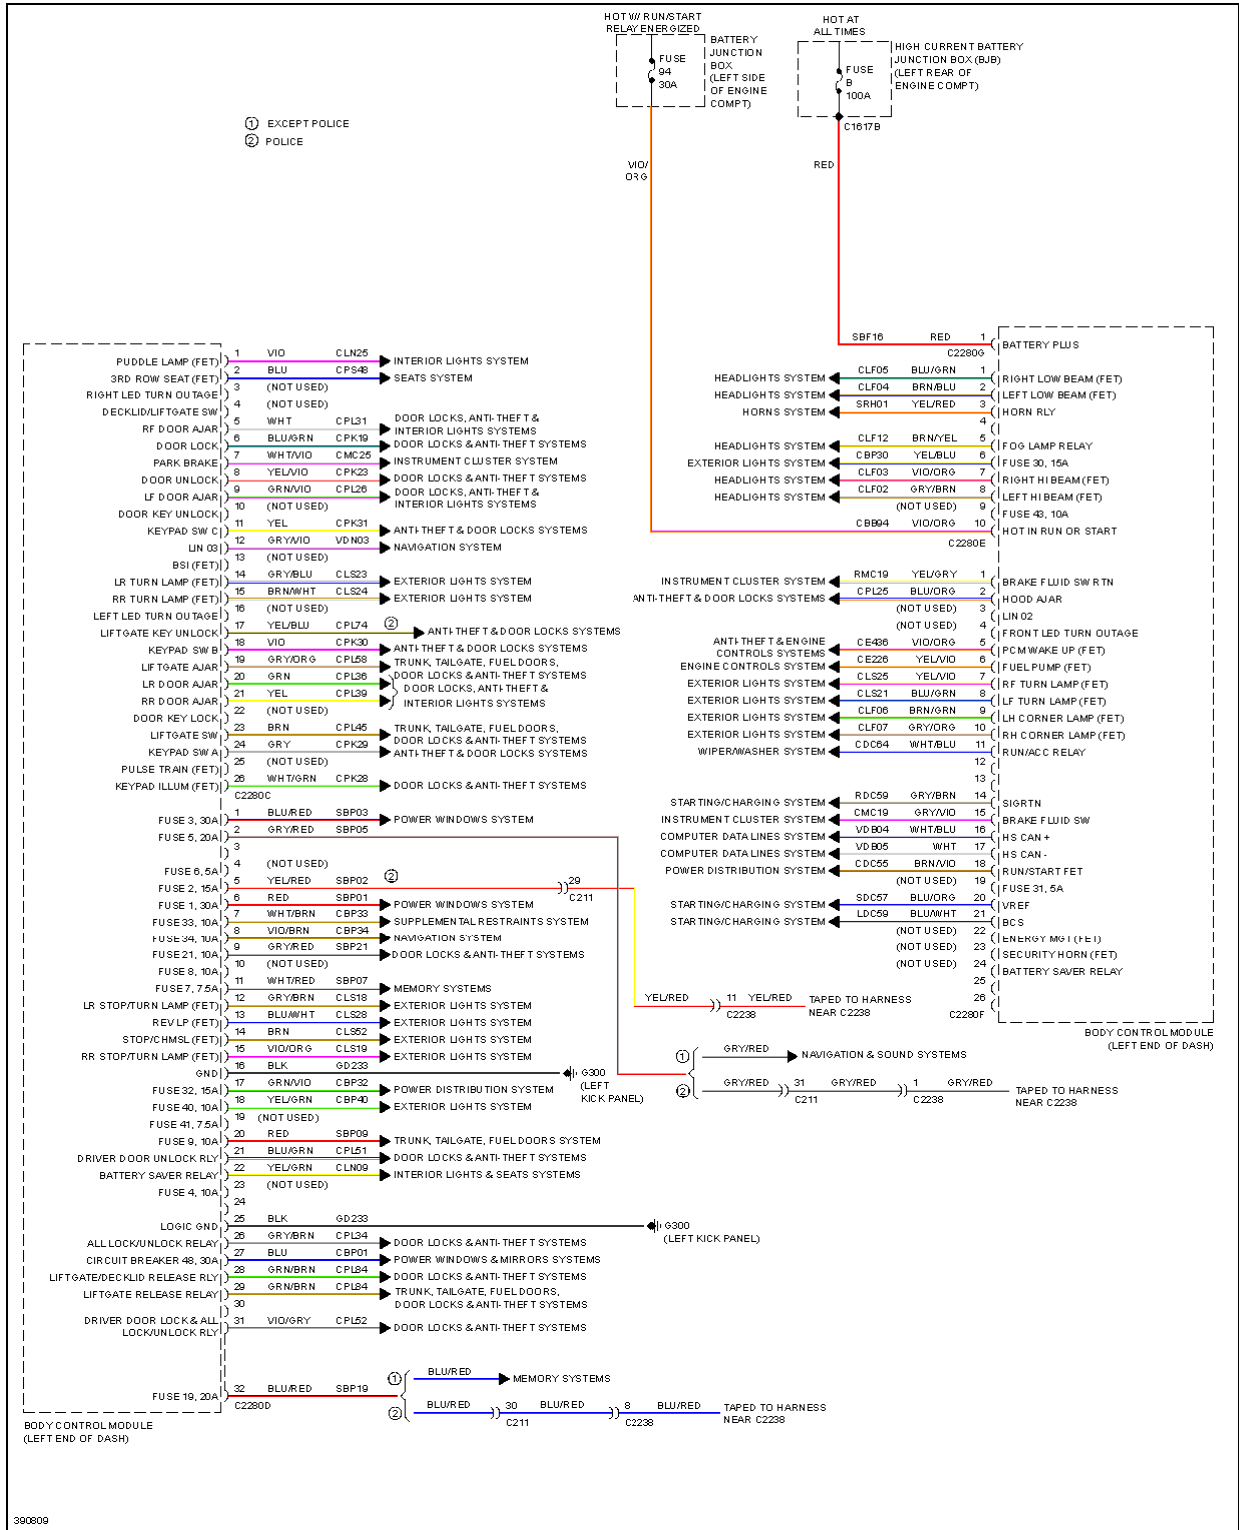 HOT W/ RUN/START
RELAY ENERGIZED
BATTERY
JUNCTION
BOX
(LEFT SIDE
OF ENGINE
COMPT)
FUSE
94
30A
HOT AT
ALL TIMES
HIGH CURRENT BATTERY
JUNCTION BOX (BJB)
(LEFT REAR OF
ENGINE COMPT)
FUSE
B
100A
C1617B
1 EXCEPT POLICE
2 POLICE
VIO/
ORG
RED
PUDDLE LAMP (FET) 1 VIO CLN25 INTERIOR LIGHTS SYSTEM
3RD ROW SEAT (FET) 2 BLU CPS48 SEATS SYSTEM
RIGHT LED TURN OUTAGE 3 (NOT USED)
DECKLID/LIFTGATE SW 4 (NOT USED)
RF DOOR AJAR 5 WHT CPL31 DOOR LOCKS, ANTI-THEFT &
INTERIOR LIGHTS SYSTEMS
DOOR LOCK 6 BLU/GRN CPK19 DOOR LOCKS & ANTI-THEFT SYSTEMS
PARK BRAKE 7 WHT/VIO CMC25 INSTRUMENT CLUSTER SYSTEM
DOOR UNLOCK 8 YEL/VIO CPK23 DOOR LOCKS & ANTI-THEFT SYSTEMS
LF DOOR AJAR 9 GRN/VIO CPL26 DOOR LOCKS, ANTI-THEFT &
INTERIOR LIGHTS SYSTEMS
DOOR KEY UNLOCK 10 (NOT USED)
KEYPAD SW C 11 YEL CPK31 ANTI-THEFT & DOOR LOCKS SYSTEMS
LIN 03 12 GRY/VIO VDN03 NAVIGATION SYSTEM
BSI (FET) 13 (NOT USED)
LR TURN LAMP (FET) 14 GRY/BLU CLS23 EXTERIOR LIGHTS SYSTEM
RR TURN LAMP (FET) 15 BRN/WHT CLS24 EXTERIOR LIGHTS SYSTEM
LEFT LED TURN OUTAGE 16 (NOT USED)
LIFTGATE KEY UNLOCK 17 YEL/BLU CPL74 2 ANTI-THEFT & DOOR LOCKS SYSTEMS
KEYPAD SW B 18 VIO CPK30 ANTI-THEFT & DOOR LOCKS SYSTEMS
LIFTGATE AJAR 19 GRY/ORG CPL58 TRUNK, TAILGATE, FUEL DOORS,
DOOR LOCKS & ANTI-THEFT SYSTEMS
LR DOOR AJAR 20 GRN CPL36 DOOR LOCKS, ANTI-THEFT &
RR DOOR AJAR 21 YEL CPL39 INTERIOR LIGHTS SYSTEMS
DOOR KEY LOCK 22 (NOT USED)
LIFTGATE SW 23 BRN CPL45 TRUNK, TAILGATE, FUEL DOORS,
DOOR LOCKS & ANTI-THEFT SYSTEMS
KEYPAD SW A 24 GRY CPK29 ANTI-THEFT & DOOR LOCKS SYSTEMS
PULSE TRAIN (FET) 25 (NOT USED)
KEYPAD ILLUM (FET) 26 WHT/GRN CPK28 DOOR LOCKS & ANTI-THEFT SYSTEMS
C2280C
FUSE 3, 30A 1 BLU/RED SBP03 POWER WINDOWS SYSTEM
FUSE 5, 20A 2 GRY/RED SBP05
3
FUSE 6, 5A 4 (NOT USED)
FUSE 2, 15A 5 YEL/RED SBP02 2 29
C211
FUSE 1, 30A 6 RED SBP01 POWER WINDOWS SYSTEM
FUSE 33, 10A 7 WHT/BRN CBP33 SUPPLEMENTAL RESTRAINTS SYSTEM
FUSE 34, 10A 8 VIO/BRN CBP34 NAVIGATION SYSTEM
FUSE 21, 10A 9 GRY/RED SBP21 DOOR LOCKS & ANTI-THEFT SYSTEMS
FUSE 8, 10A 10 (NOT USED)
FUSE 7, 7.5A 11 WHT/RED SBP07 MEMORY SYSTEMS
LR STOP/TURN LAMP (FET) 12 GRY/BRN CLS18 EXTERIOR LIGHTS SYSTEM
REV LP (FET) 13 BLU/WHT CLS28 EXTERIOR LIGHTS SYSTEM
STOP/CHMSL (FET) 14 BRN CLS52 EXTERIOR LIGHTS SYSTEM
RR STOP/TURN LAMP (FET) 15 VIO/ORG CLS19 EXTERIOR LIGHTS SYSTEM
GND 16 BLK GD233 G300
(LEFT
KICK PANEL)
FUSE 32, 15A 17 GRN/VIO CBP32 POWER DISTRIBUTION SYSTEM
FUSE 40, 10A 18 YEL/GRN CBP40 EXTERIOR LIGHTS SYSTEM
FUSE 41, 7.5A 19 (NOT USED)
FUSE 9, 10A 20 RED SBP09 TRUNK, TAILGATE, FUEL DOORS SYSTEM
DRIVER DOOR UNLOCK RLY 21 BLU/GRN CPL51 DOOR LOCKS & ANTI-THEFT SYSTEMS
BATTERY SAVER RELAY 22 YEL/GRN CLN09 INTERIOR LIGHTS & SEATS SYSTEMS
FUSE 4, 10A 23 (NOT USED)
24
LOGIC GND 25 BLK GD233 G300
(LEFT KICK PANEL)
ALL LOCK/UNLOCK RELAY 26 GRY/BRN CPL34 DOOR LOCKS & ANTI-THEFT SYSTEMS
CIRCUIT BREAKER 48, 30A 27 BLU CBP01 POWER WINDOWS & MIRRORS SYSTEMS
LIFTGATE/DECKLID RELEASE RLY 28 GRN/BRN CPL84 DOOR LOCKS & ANTI-THEFT SYSTEMS
LIFTGATE RELEASE RELAY 29 GRN/BRN CPL84 TRUNK, TAILGATE, FUEL DOORS,
DOOR LOCKS & ANTI-THEFT SYSTEMS
30
DRIVER DOOR LOCK & ALL
LOCK/UNLOCK RLY 31 VIO/GRY CPL52 DOOR LOCKS & ANTI-THEFT SYSTEMS
FUSE 19, 20A 32 BLU/RED SBP19
C2280D
1 BLU/RED MEMORY SYSTEMS
2 BLU/RED 30 BLU/RED 8 BLU/RED TAPED TO HARNESS
NEAR C2238
C211 C2238
BODY CONTROL MODULE
(LEFT END OF DASH)
SBF16 RED 1 BATTERY PLUS
C2280G
HEADLIGHTS SYSTEM CLF05 BLU/GRN 1 RIGHT LOW BEAM (FET)
HEADLIGHTS SYSTEM CLF04 BRN/BLU 2 LEFT LOW BEAM (FET)
HORNS SYSTEM SRH01 YEL/RED 3 HORN RLY
4
HEADLIGHTS SYSTEM CLF12 BRN/YEL 5 FOG LAMP RELAY
EXTERIOR LIGHTS SYSTEM CBP30 YEL/BLU 6 FUSE 30, 15A
HEADLIGHTS SYSTEM CLF03 VIO/ORG 7 RIGHT HI BEAM (FET)
HEADLIGHTS SYSTEM CLF02 GRY/BRN 8 LEFT HI BEAM (FET)
(NOT USED) 9 FUSE 43, 10A
CBB94 VIO/ORG 10 HOT IN RUN OR START
C2280E
INSTRUMENT CLUSTER SYSTEM RMC19 YEL/GRY 1 BRAKE FLUID SW RTN
ANTI-THEFT & DOOR LOCKS SYSTEMS CPL25 BLU/ORG 2 HOOD AJAR
(NOT USED) 3 LIN 02
(NOT USED) 4 FRONT LED TURN OUTAGE
ANTI-THEFT & ENGINE
CONTROLS SYSTEMS CE436 VIO/ORG 5 PCM WAKE UP (FET)
ENGINE CONTROLS SYSTEM CE226 YEL/VIO 6 FUEL PUMP (FET)
EXTERIOR LIGHTS SYSTEM CLS25 YEL/VIO 7 RF TURN LAMP (FET)
EXTERIOR LIGHTS SYSTEM CLS21 BLU/GRN 8 LF TURN LAMP (FET)
EXTERIOR LIGHTS SYSTEM CLF06 BRN/GRN 9 LH CORNER LAMP (FET)
EXTERIOR LIGHTS SYSTEM CLF07 GRY/ORG 10 RH CORNER LAMP (FET)
WIPER/WASHER SYSTEM CDC64 WHT/BLU 11 RUN/ACC RELAY
12
13
STARTING/CHARGING SYSTEM RDC59 GRY/BRN 14 SIGRTN
INSTRUMENT CLUSTER SYSTEM CMC19 GRY/VIO 15 BRAKE FLUID SW
COMPUTER DATA LINES SYSTEM VDB04 WHT/BLU 16 HS CAN +
COMPUTER DATA LINES SYSTEM VDB05 WHT 17 HS CAN -
POWER DISTRIBUTION SYSTEM CDC55 BRN/VIO 18 RUN/START FET
(NOT USED) 19 FUSE 31, 5A
STARTING/CHARGING SYSTEM SDC57 BLU/ORG 20 VREF
STARTING/CHARGING SYSTEM LDC59 BLU/WHT 21 BCS
(NOT USED) 22 ENERGY MGT (FET)
(NOT USED) 23 SECURITY HORN (FET)
(NOT USED) 24 BATTERY SAVER RELAY
25
26
C2280F
YEL/RED 11 YEL/RED TAPED TO HARNESS
NEAR C2238
C2238
BODY CONTROL MODULE
(LEFT END OF DASH)
1 GRY/RED NAVIGATION & SOUND SYSTEMS
2 GRY/RED 31 GRY/RED 1 GRY/RED TAPED TO HARNESS
NEAR C2238
C211 C2238
390809